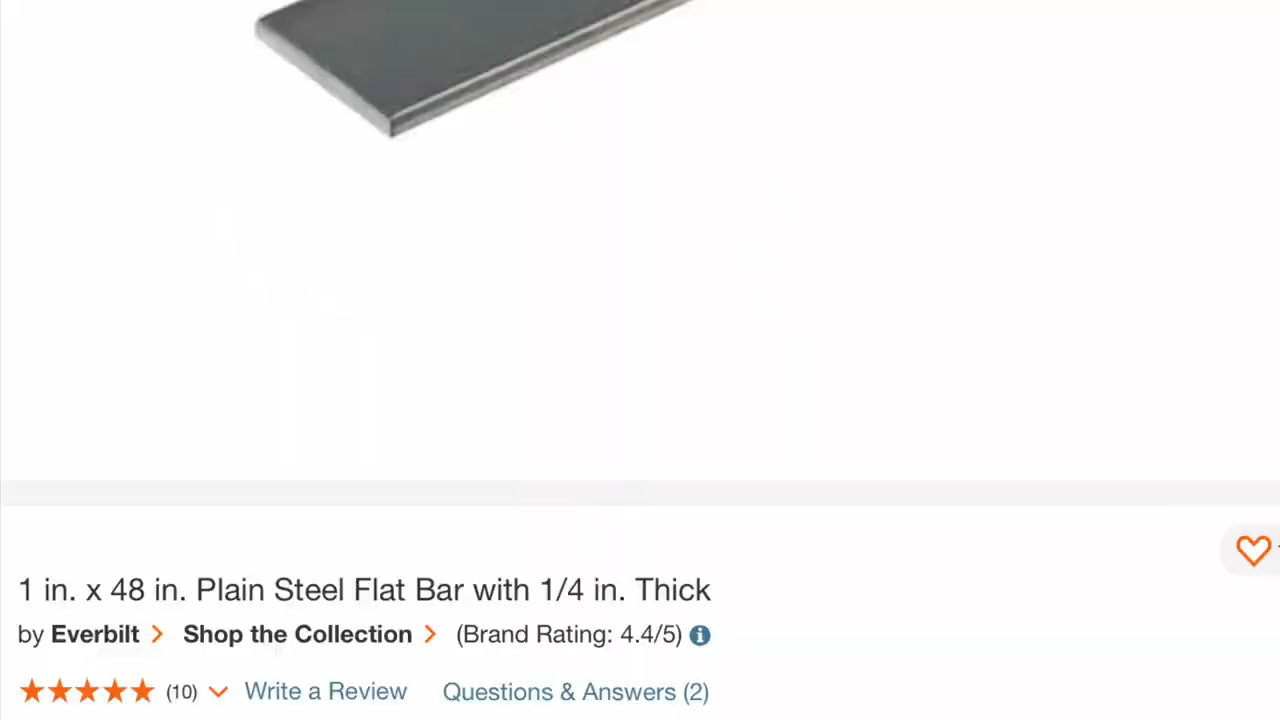 1 in. x 48 in. Plain Steel Flat Bar with 1/4 in. Thick
by Everbilt Shop the Collection (Brand Rating: 4.4/5)
(10) Write a Review Questions & Answers (2)